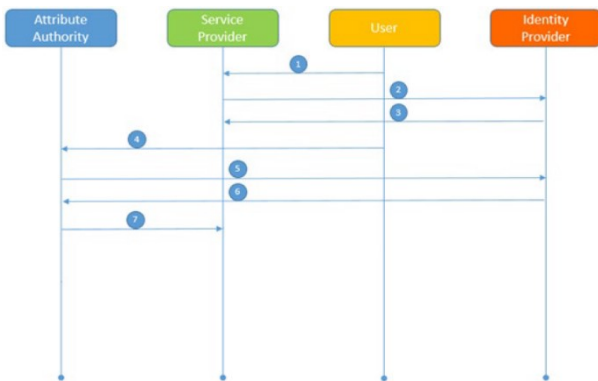 Attribute
Authority
Service
Provider
User
Identity
Provider
1
2
3
4
5
6
7